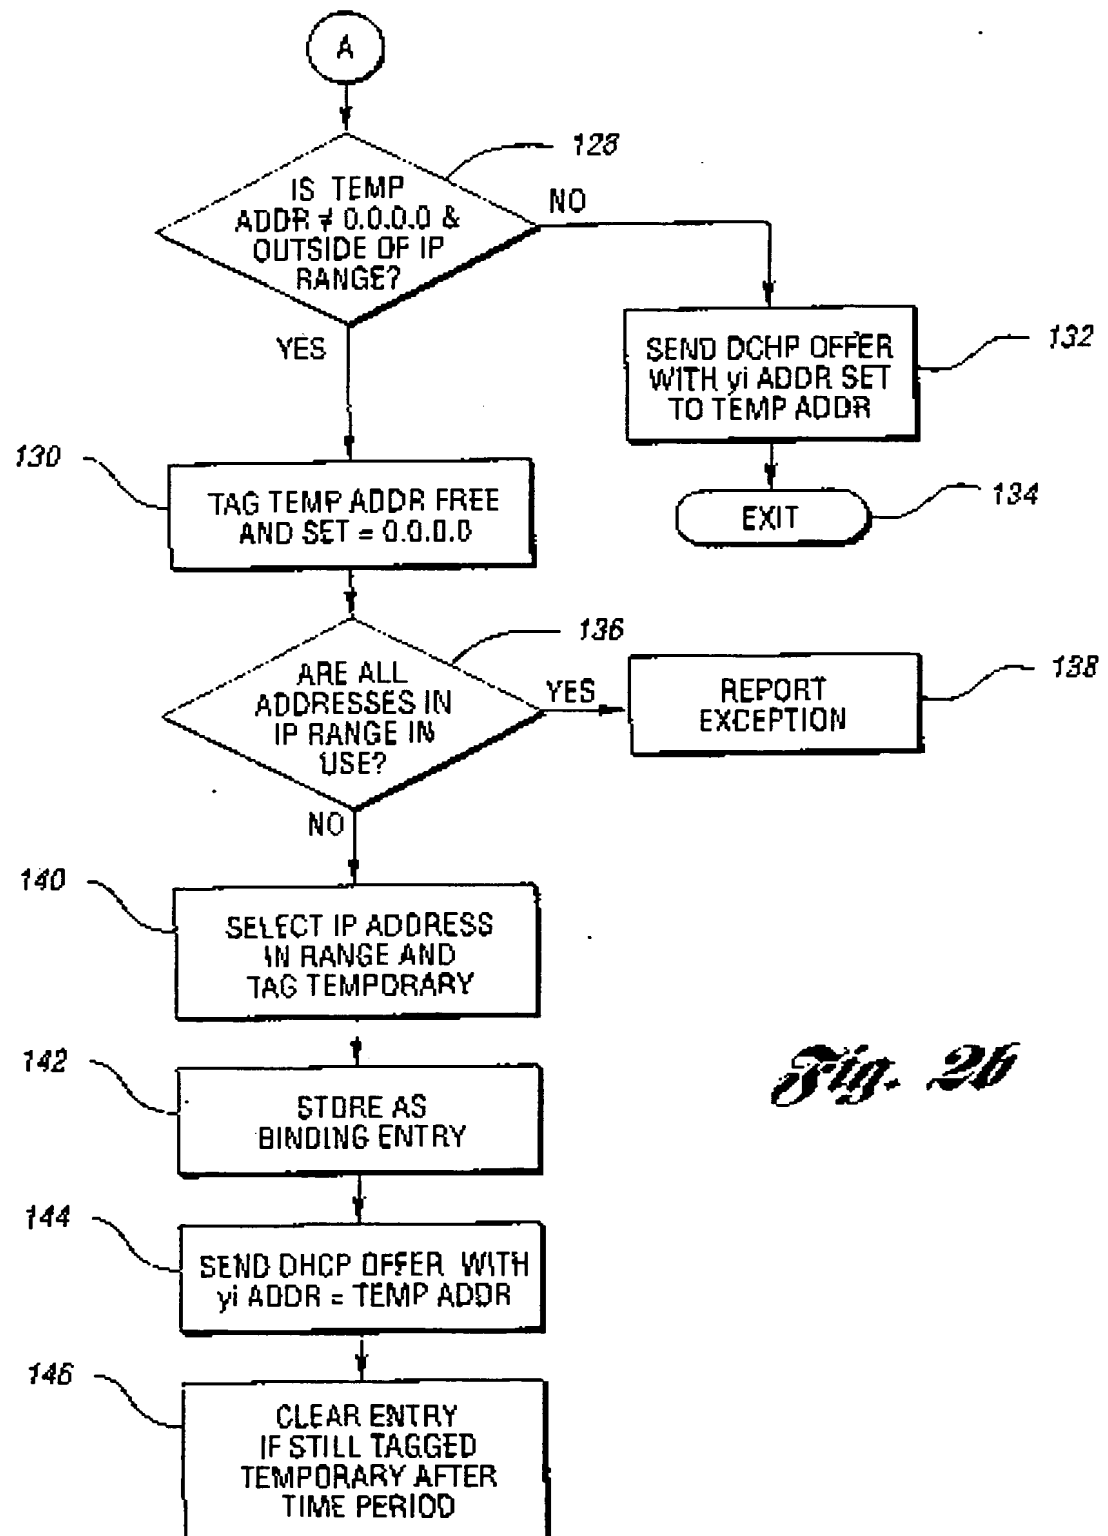 A
128
IS TEMP
ADDR ≠ 0.0.0.0 &
OUTSIDE OF IP
RANGE?
NO
YES
SEND DCHP OFFER
WITH yi ADDR SET
TO TEMP ADDR
132
130
TAG TEMP ADDR FREE
AND SET = 0.0.0.0
EXIT
134
136
ARE ALL
ADDRESSES IN
IP RANGE IN
USE?
YES
NO
REPORT
EXCEPTION
138
140
SELECT IP ADDRESS
IN RANGE AND
TAG TEMPORARY
142
STORE AS
BINDING ENTRY
Fig. 2b
144
SEND DHCP OFFER WITH
yi ADDR = TEMP ADDR
146
CLEAR ENTRY
IF STILL TAGGED
TEMPORARY AFTER
TIME PERIOD